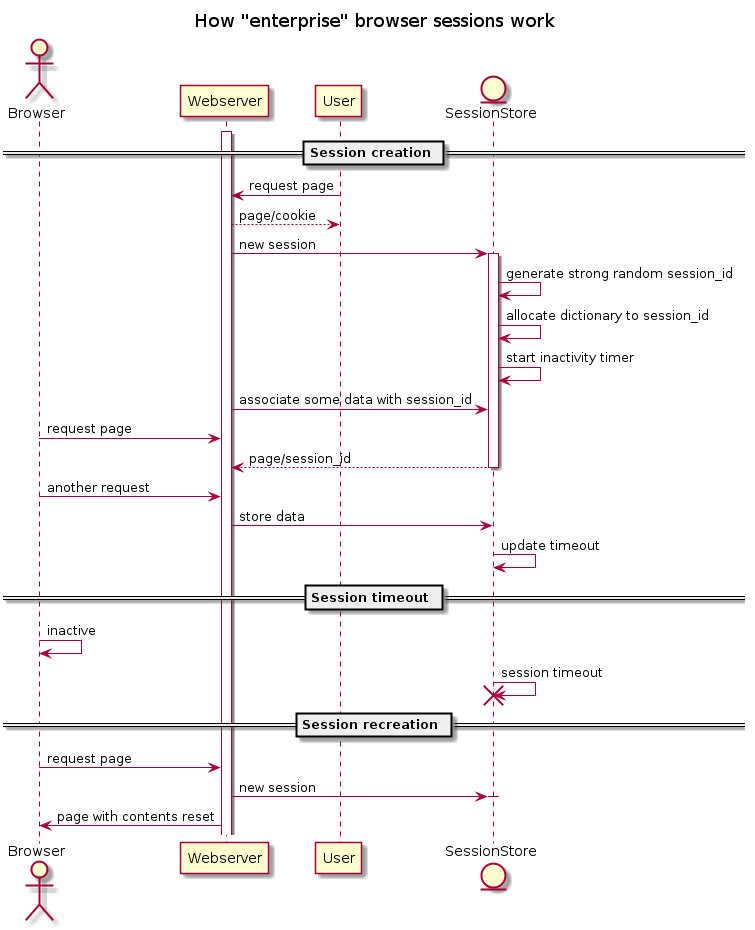 How "enterprise" browser sessions work
Browser
Webserver
User
SessionStore
Session creation
request page
page/cookie
new session
generate strong random session_id
allocate dictionary to session_id
start inactivity timer
associate some data with session_id
request page
page/session_id
another request
store data
update timeout
Session timeout
inactive
session timeout
Session recreation
request page
new session
page with contents reset
Browser
Webserver
User
SessionStore